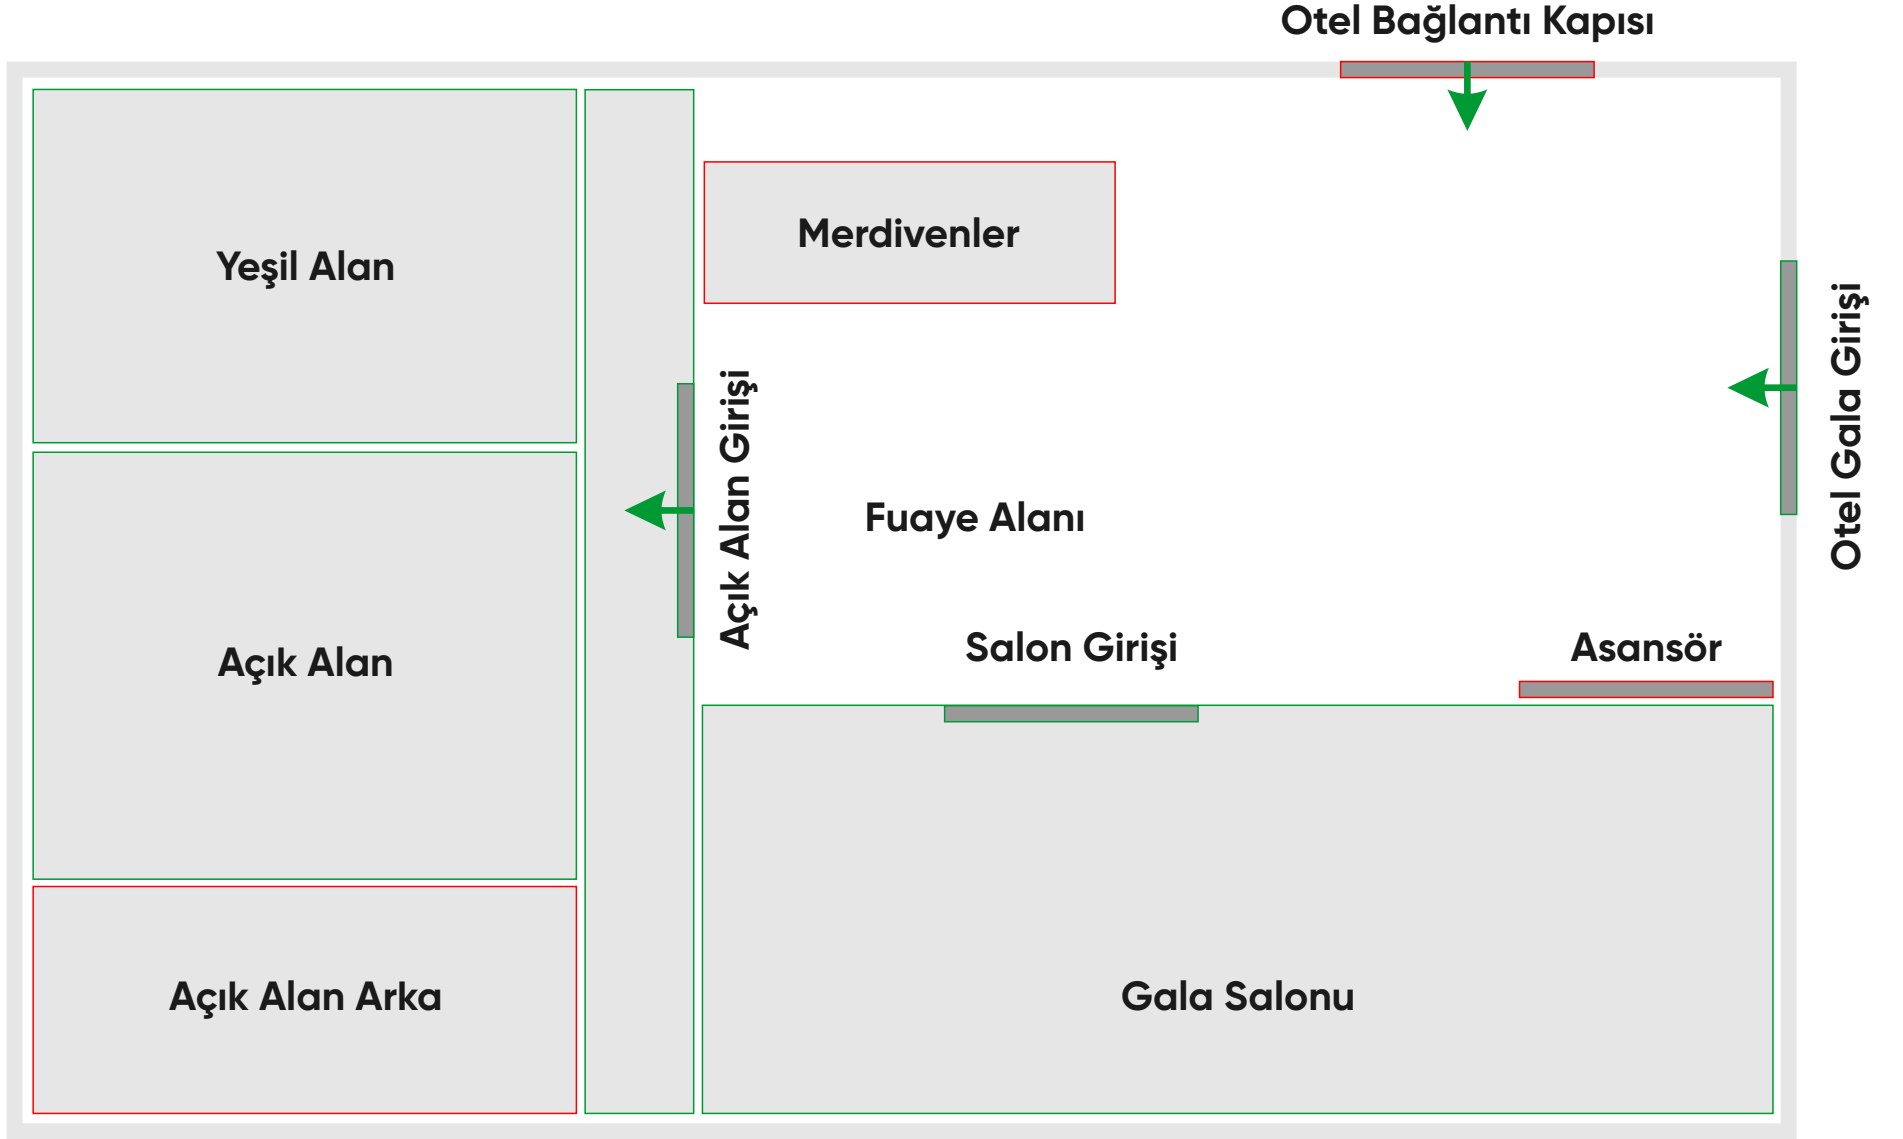 Otel Bağlantı Kapısı
Merdivenler
Yeşil Alan
Otel Gala Girişi
Açık Alan Girişi
Fuaye Alanı
Salon Girişi
Asansör
Açık Alan
Açık Alan Arka
Gala Salonu